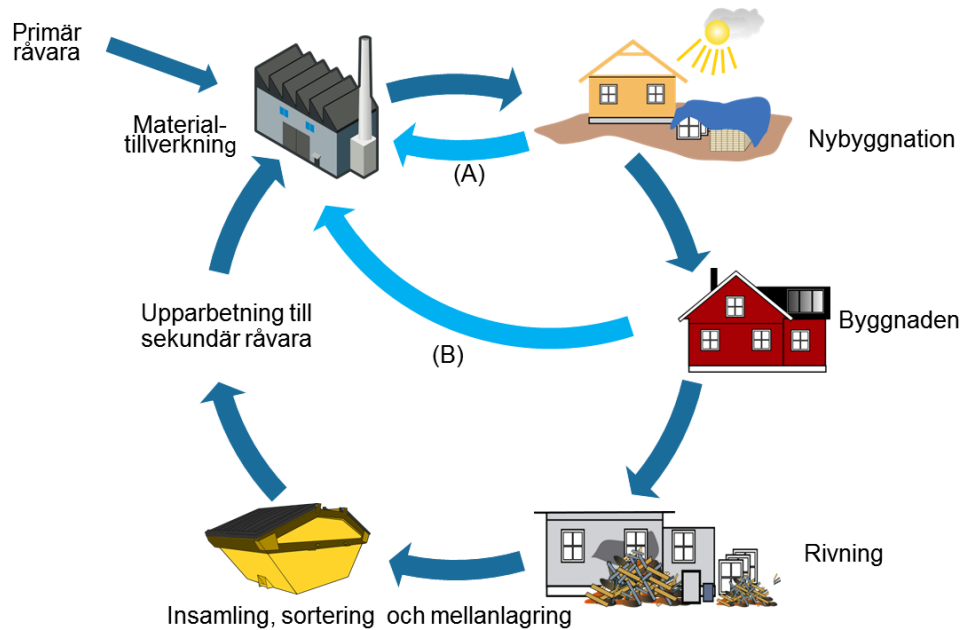 Primär
råvara
Material-
tillverkning
(A)
Nybyggnation
Upparbetning till
sekundär råvara
(B)
Byggnaden
Rivning
Insamling, sortering och mellanlagring